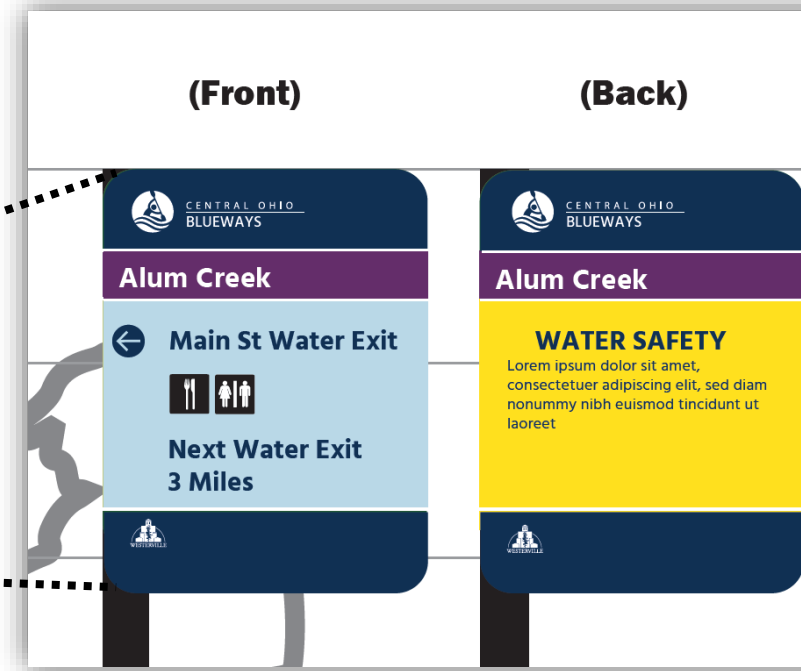 (Front)
(Back)
CENTRAL OHIO
BLUEWAYS
Alum Creek
Main St Water Exit
Next Water Exit
3 Miles
WESTERVILLE
CENTRAL OHIO
BLUEWAYS
Alum Creek
WATER SAFETY
Lorem ipsum dolor sit amet,
consectetuer adipiscing elit, sed diam
nonummy nibh euismod tincidunt ut
laoreet
WESTERVILLE